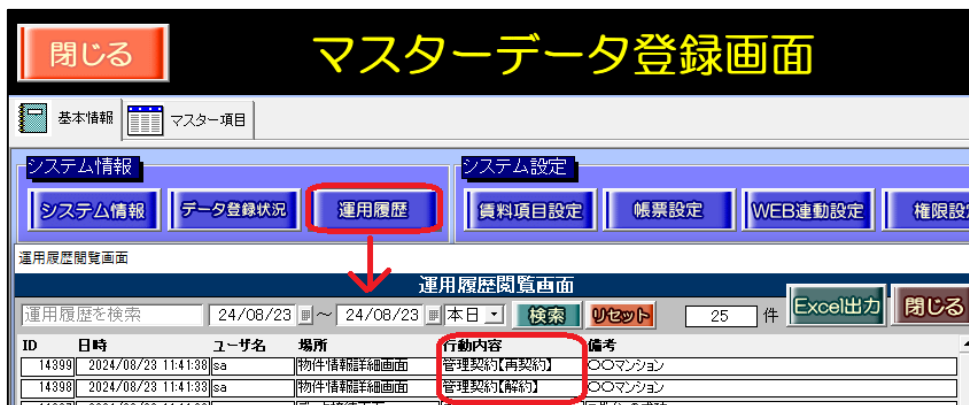 閉じる
マスターデータ登録画面
基本情報
マスター項目
システム情報
システム設定
システム情報
データ登録状況
運用履歴
賃料項目設定
帳票設定
WEB連動設定
権限設
運用履歴閲覧画面
運用履歴閲覧画面
運用履歴を検索
24/08/23
～
24/08/23
本日
検索
リセット
25
件
Excel出力
閉じる
ID 日時 ユーザ名 場所 行動内容 備考
14399 2024/08/23 11:41:38 sa 物件情報詳細画面 管理契約【再契約】 〇〇マンション
14398 2024/08/23 11:41:33 sa 物件情報詳細画面 管理契約【解約】 〇〇マンション